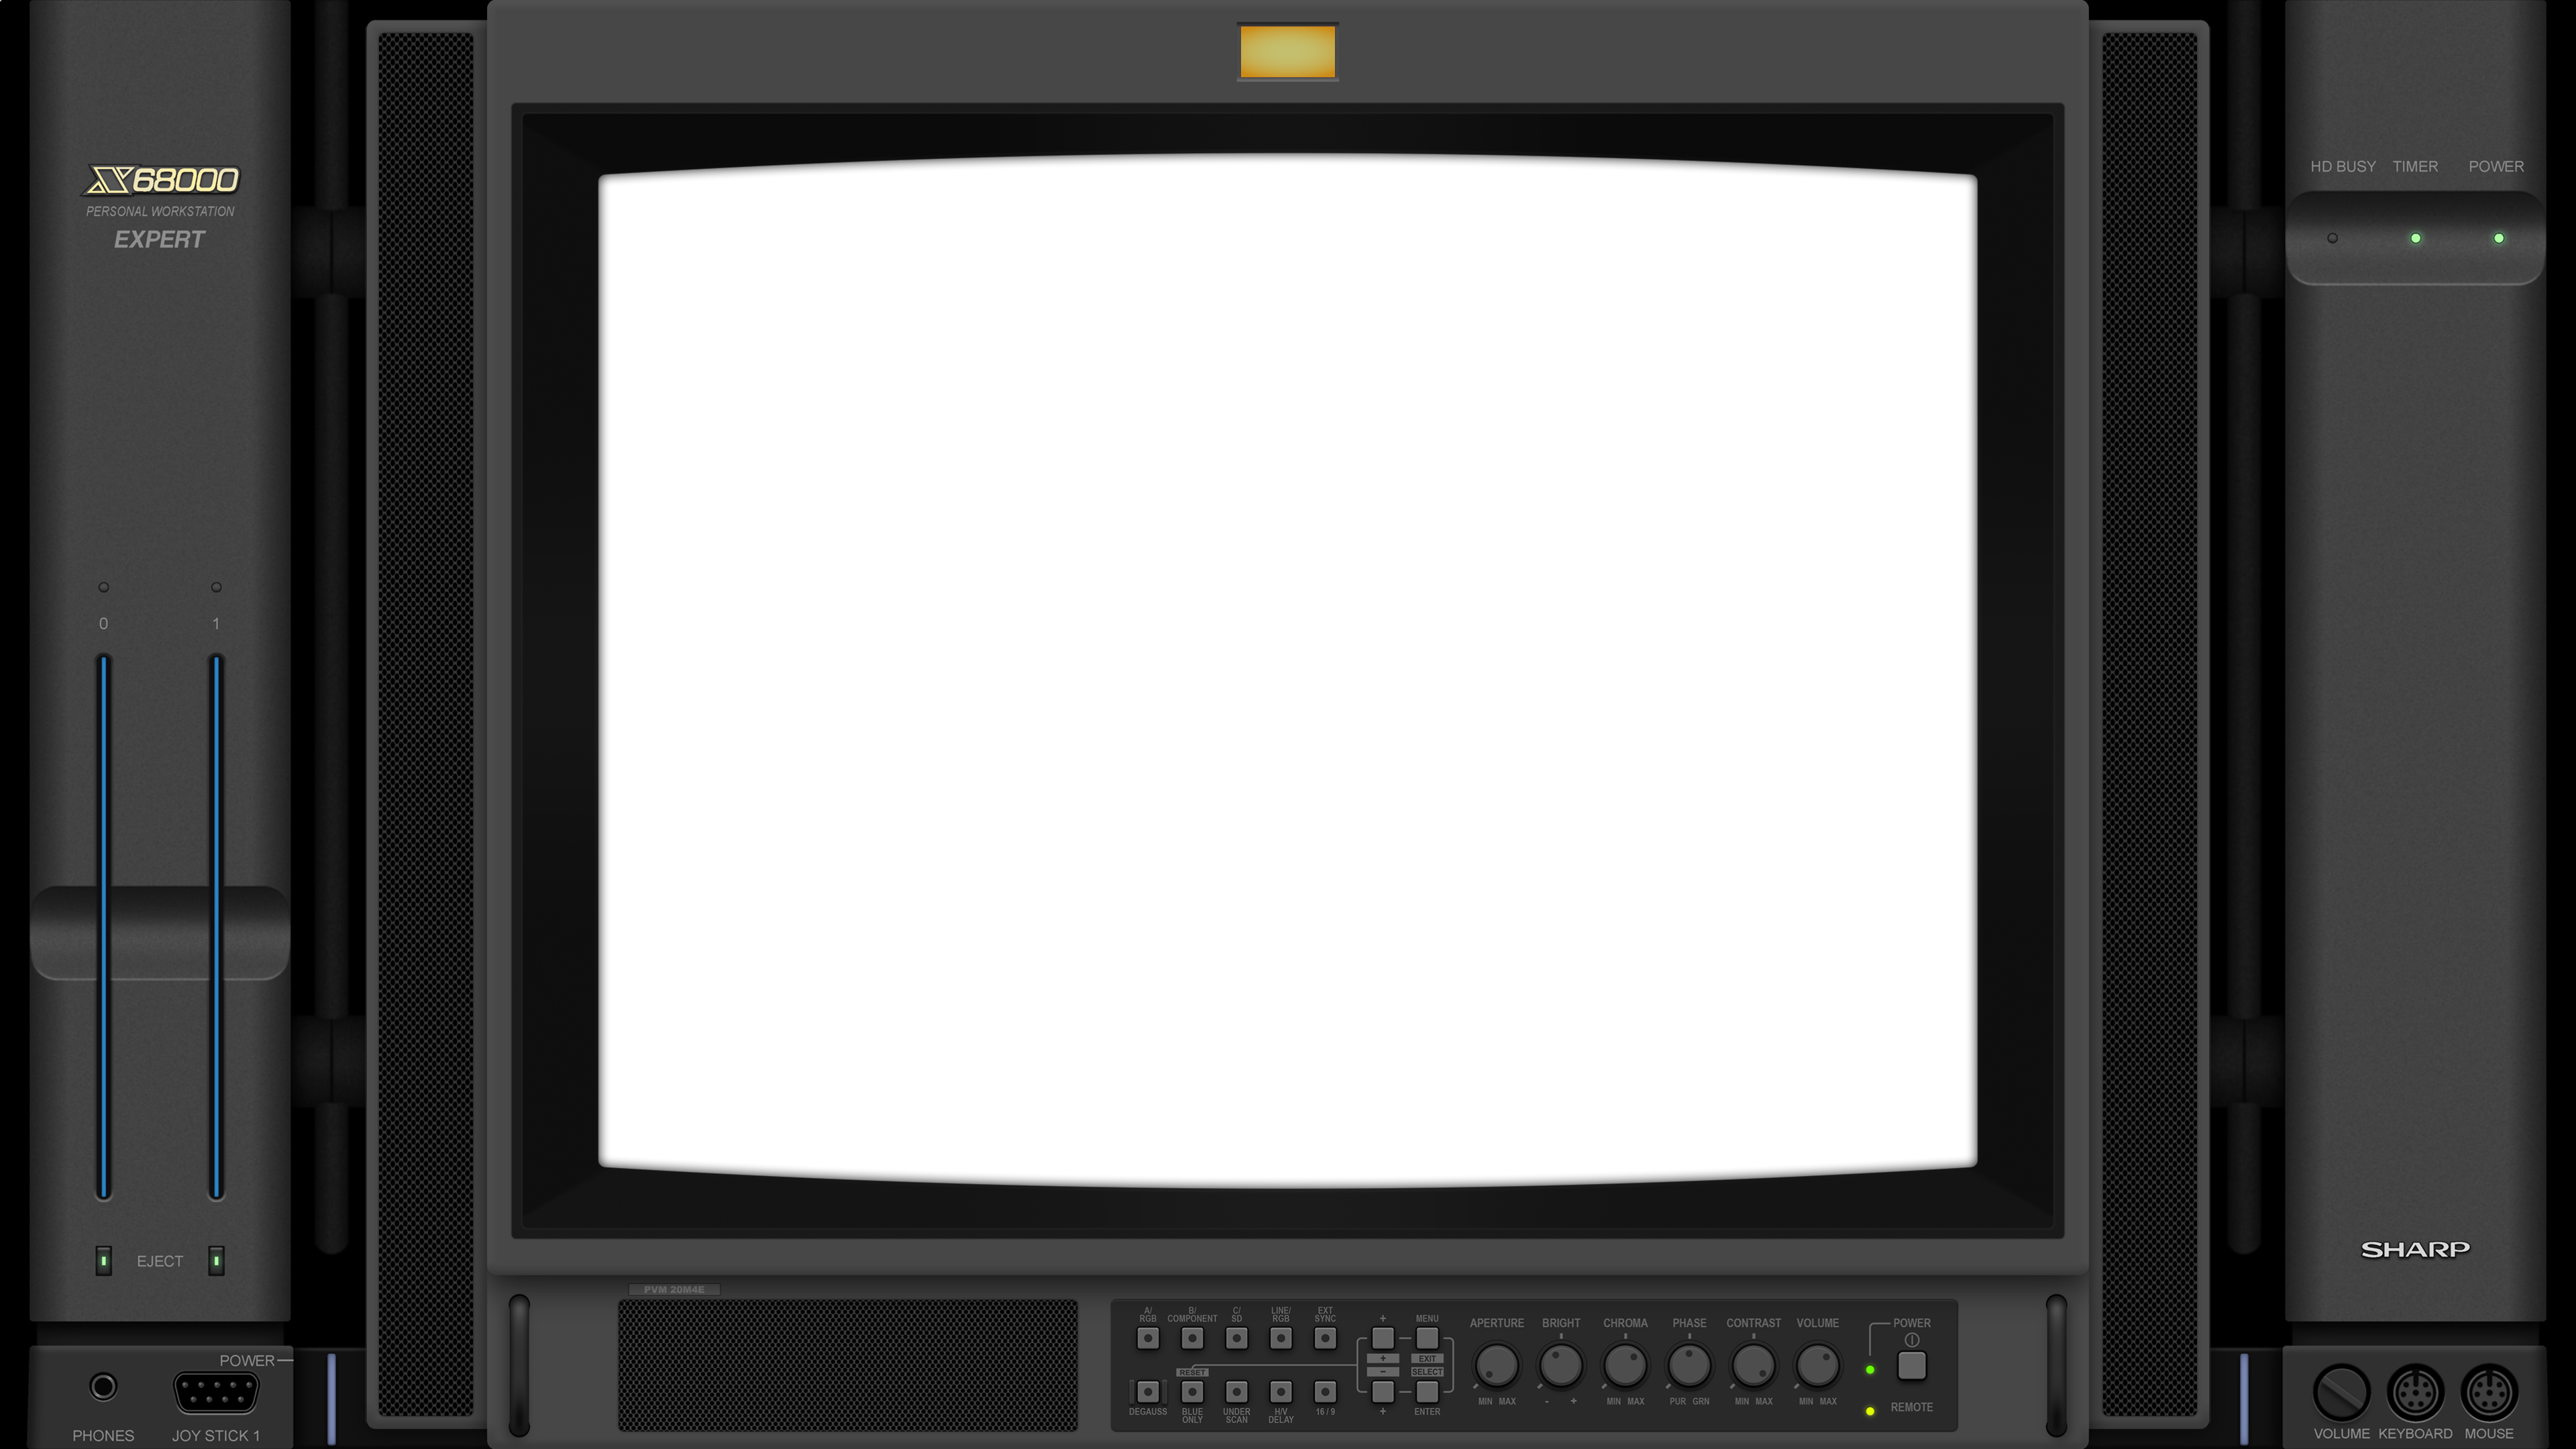 X68000
PERSONAL WORKSTATION
EXPERT
0 1
EJECT
POWER
PHONES JOY STICK 1
PVM 20M4E
A/ RGB
B/ COMPONENT
C/ SD
LINE/ RGB
EXT SYNC
+ MENU
+ EXIT
RESET
- SELECT
DEGAUSS
BLUE ONLY
UNDER SCAN
H/V DELAY
16 / 9
+ ENTER
APERTURE BRIGHT CHROMA PHASE CONTRAST VOLUME
MIN MAX - + MIN MAX PUR GRN MIN MAX MIN MAX
POWER
REMOTE
HD BUSY TIMER POWER
SHARP
VOLUME KEYBOARD MOUSE